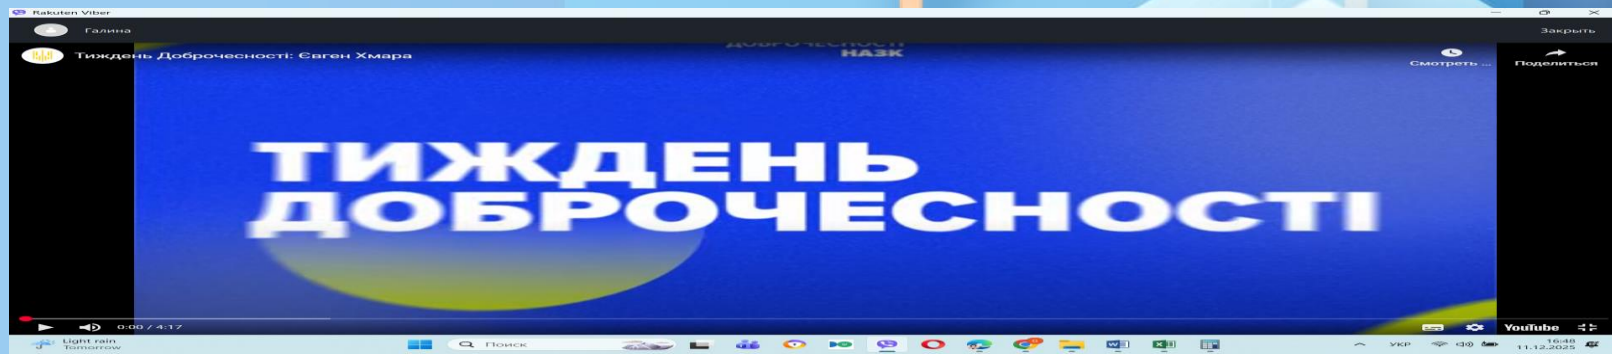 Rakuten Viber
Галина
Закрыть
Тиждень Доброчесності: Євген Хмара
ДОБРОЧЕСНОСТІ
НАЗК
Смотреть ...
Поделиться
ТИЖДЕНЬ
ДОБРОЧЕСНОСТІ
0:00 / 4:17
YouTube
Light rain
Tomorrow
Поиск
УКР
16:48
11.12.2025